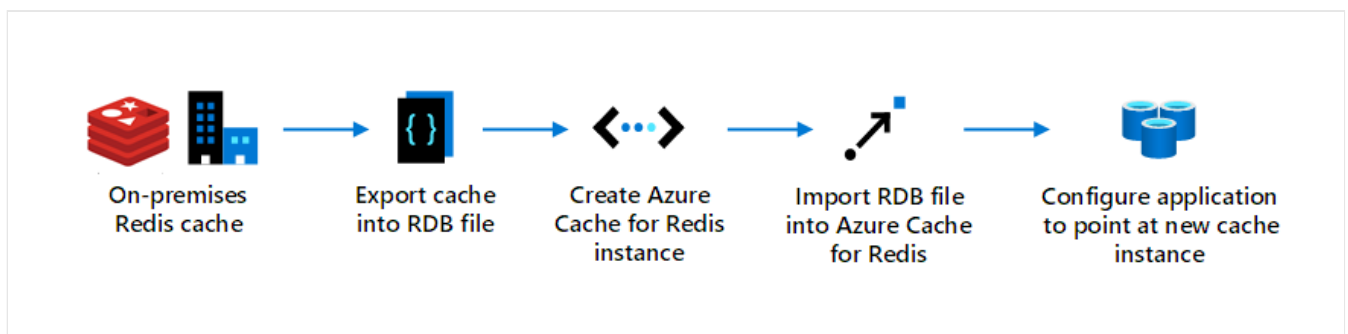 { }
On-premises
Redis cache
Export cache
into RDB file
Create Azure
Cache for Redis
instance
Import RDB file
into Azure Cache
for Redis
Configure application
to point at new cache
instance